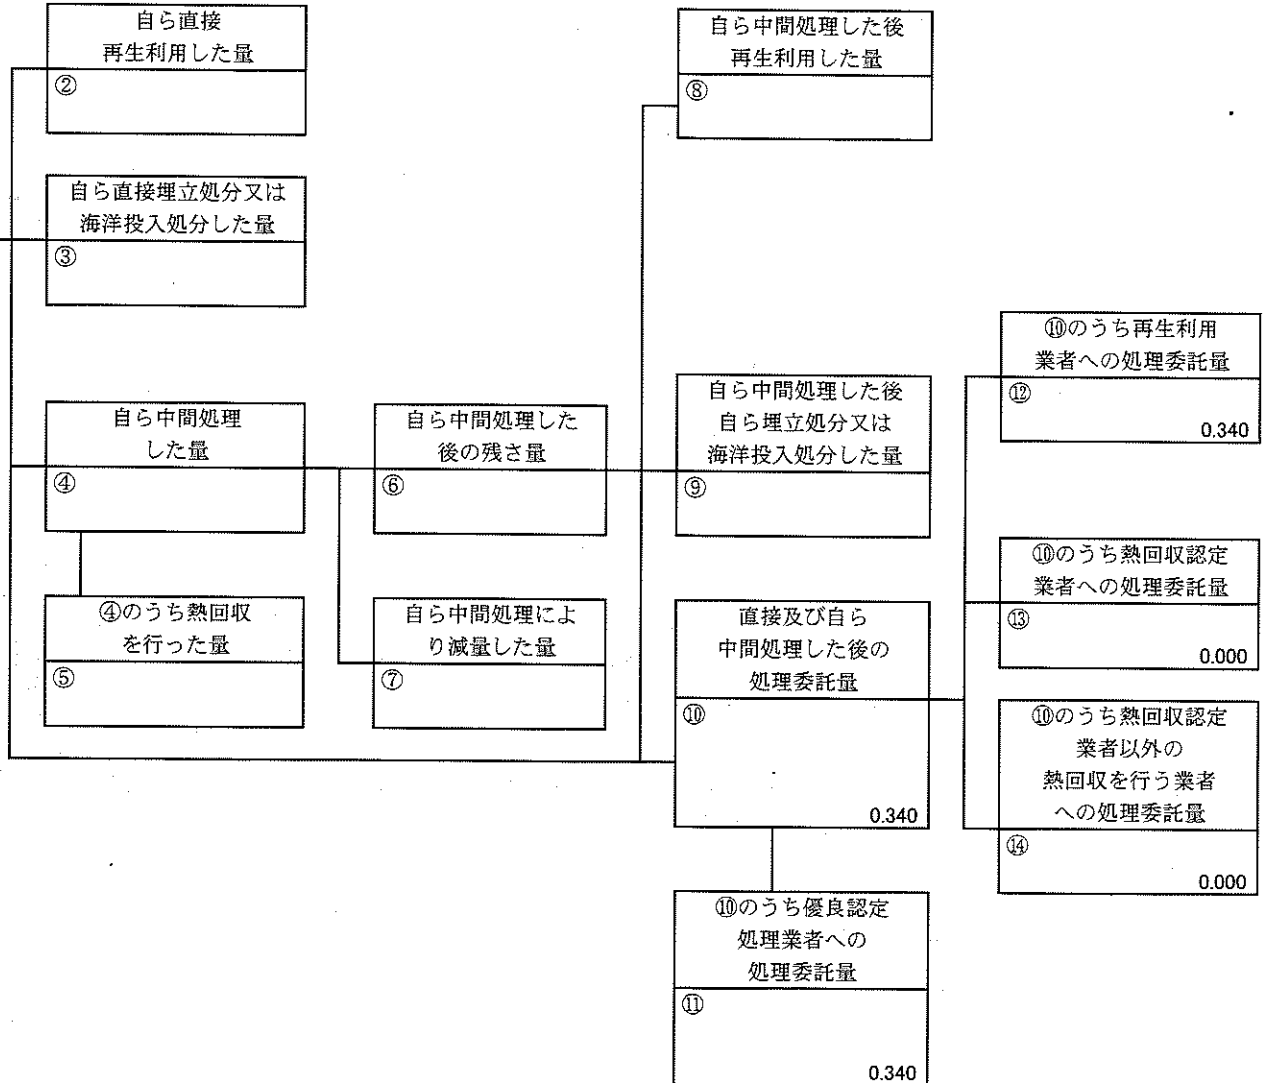 自ら直接
再生利用した量
②
自ら中間処理した後
再生利用した量
⑧
自ら直接埋立処分又は
海洋投入処分した量
③
⑩のうち再生利用
業者への処理委託量
⑫
0.340
自ら中間処理
した量
④
自ら中間処理した
後の残さ量
⑥
自ら中間処理した後
自ら埋立処分又は
海洋投入処分した量
⑨
⑩のうち熱回収認定
業者への処理委託量
⑬
0.000
④のうち熱回収
を行った量
⑤
自ら中間処理によ
り減量した量
⑦
直接及び自ら
中間処理した後の
処理委託量
⑩
0.340
⑩のうち熱回収認定
業者以外の
熱回収を行う業者
への処理委託量
⑭
0.000
⑩のうち優良認定
処理業者への
処理委託量
⑪
0.340